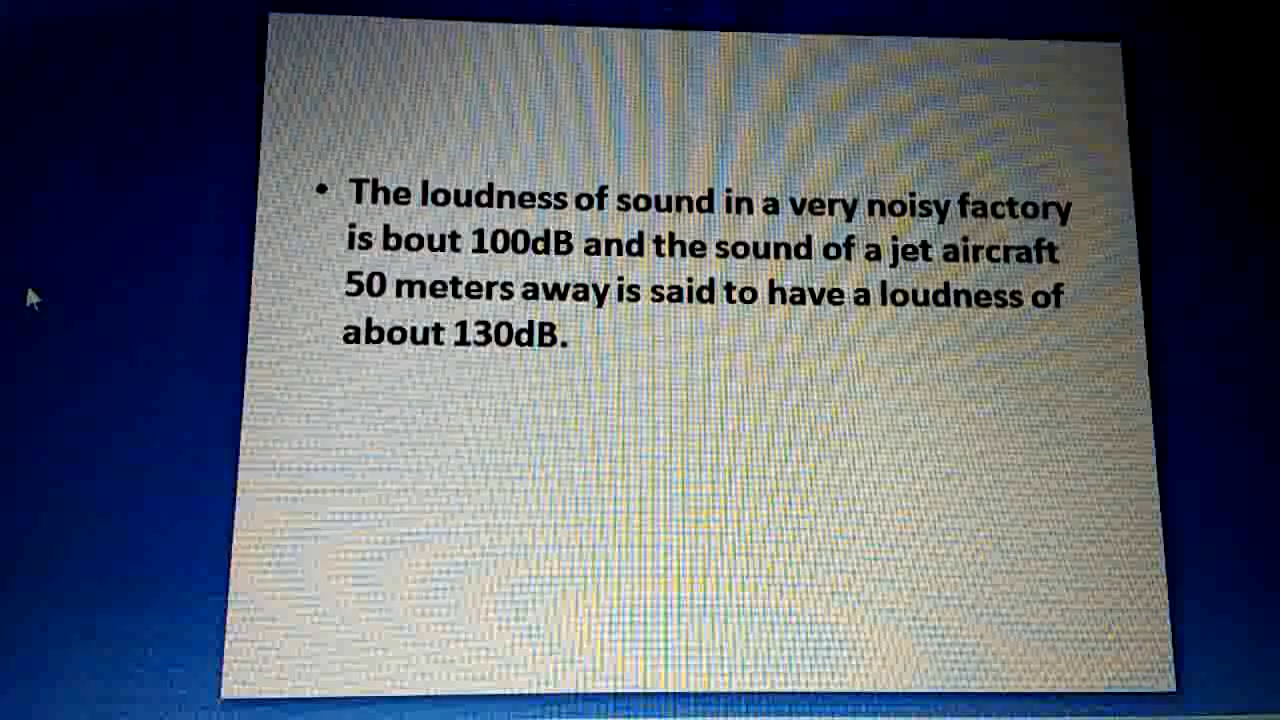 • The loudness of sound in a very noisy factory
is bout 100dB and the sound of a jet aircraft
50 meters away is said to have a loudness of
about 130dB.